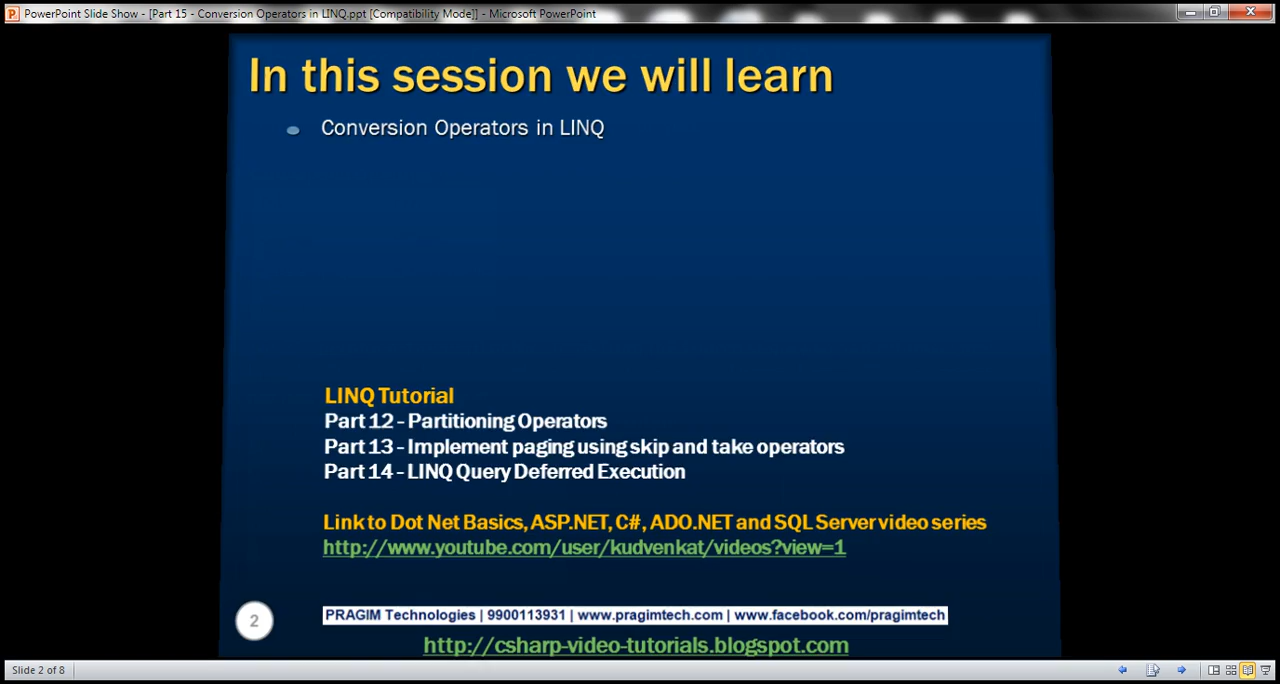 PowerPoint Slide Show - [Part 15 - Conversion Operators in LINQ.ppt [Compatibility Mode]] - Microsoft PowerPoint
In this session we will learn
Conversion Operators in LINQ
LINQ Tutorial
Part 12 - Partitioning Operators
Part 13 - Implement paging using skip and take operators
Part 14 - LINQ Query Deferred Execution
Link to Dot Net Basics, ASP.NET, C#, ADO.NET and SQL Server video series
http://www.youtube.com/user/kudvenkat/videos?view=1
2
PRAGIM Technologies | 9900113931 | www.pragimtech.com | www.facebook.com/pragimtech
http://csharp-video-tutorials.blogspot.com
Slide 2 of 8